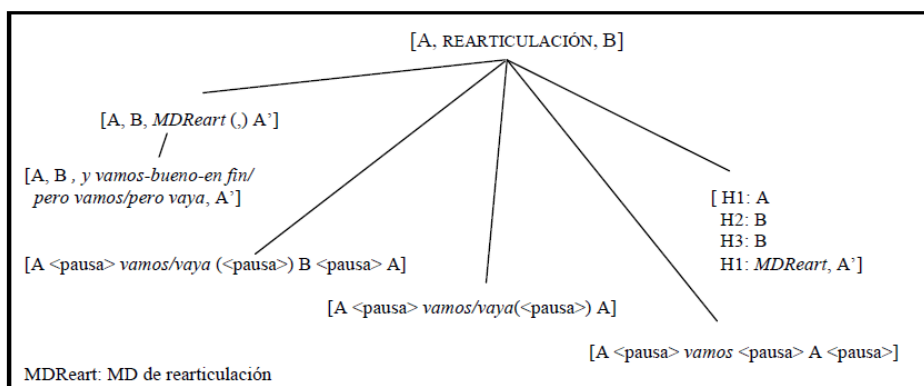 [A, REARTICULACIÓN, B]
[A, B, MDReart (,) A’]
[A, B , y vamos-bueno-en fin/
pero vamos/pero vaya, A’]
[ H1: A
H2: B
H3: B
H1: MDReart, A’]
[A <pausa> vamos/vaya (<pausa>) B <pausa> A]
[A <pausa> vamos/vaya(<pausa>) A]
[A <pausa> vamos <pausa> A <pausa>]
MDReart: MD de rearticulación